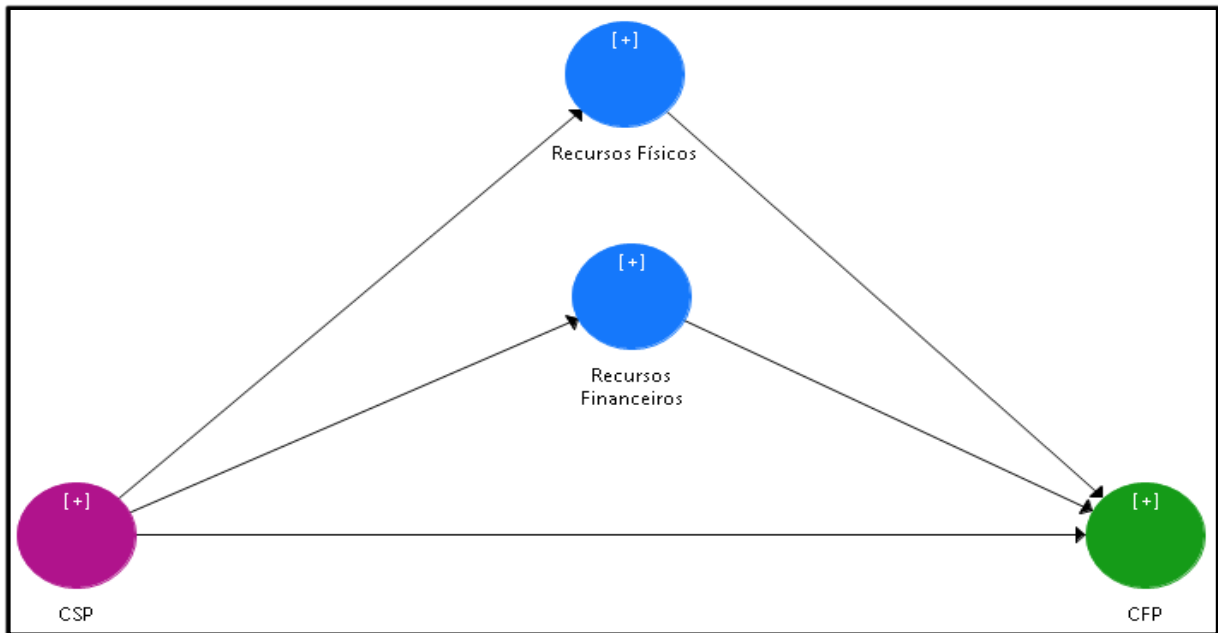 [+]
Recursos Físicos
[+]
Recursos
Financeiros
[+]
CSP
[+]
CFP